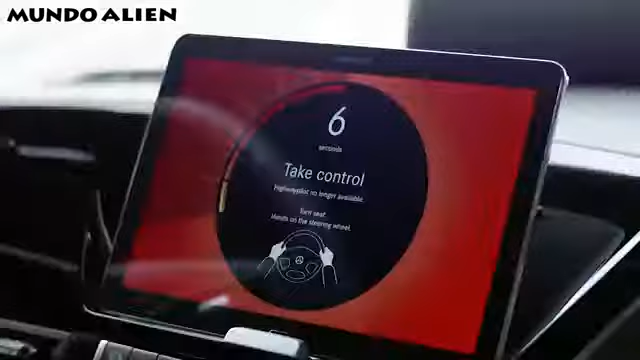 MUNDO ALIEN
6
seconds
Take control
Highwaypilot no longer available.
Turn seat.
Hands on the steering wheel.